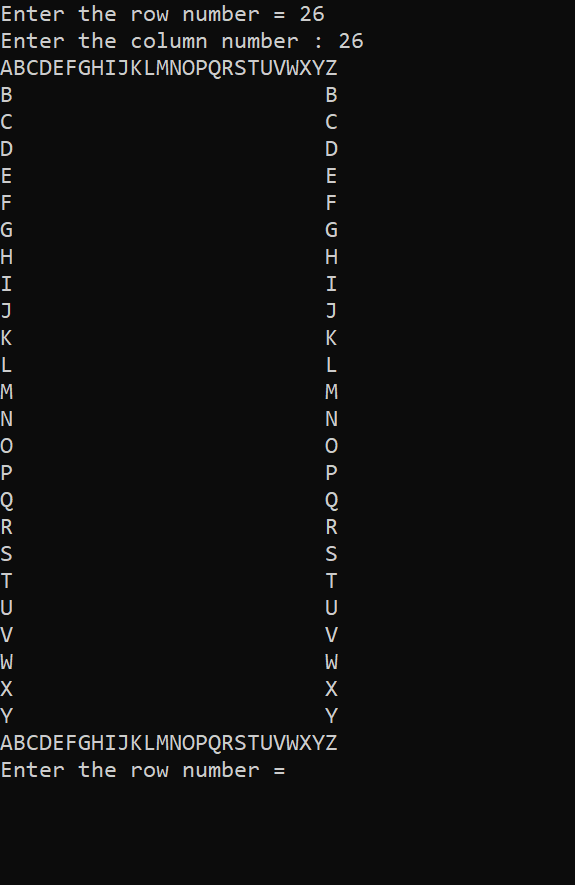 Enter the row number = 26
Enter the column number : 26
ABCDEFGHIJKLMNOPQRSTUVWXYZ
B                        B
C                        C
D                        D
E                        E
F                        F
G                        G
H                        H
I                        I
J                        J
K                        K
L                        L
M                        M
N                        N
O                        O
P                        P
Q                        Q
R                        R
S                        S
T                        T
U                        U
V                        V
W                        W
X                        X
Y                        Y
ABCDEFGHIJKLMNOPQRSTUVWXYZ
Enter the row number =